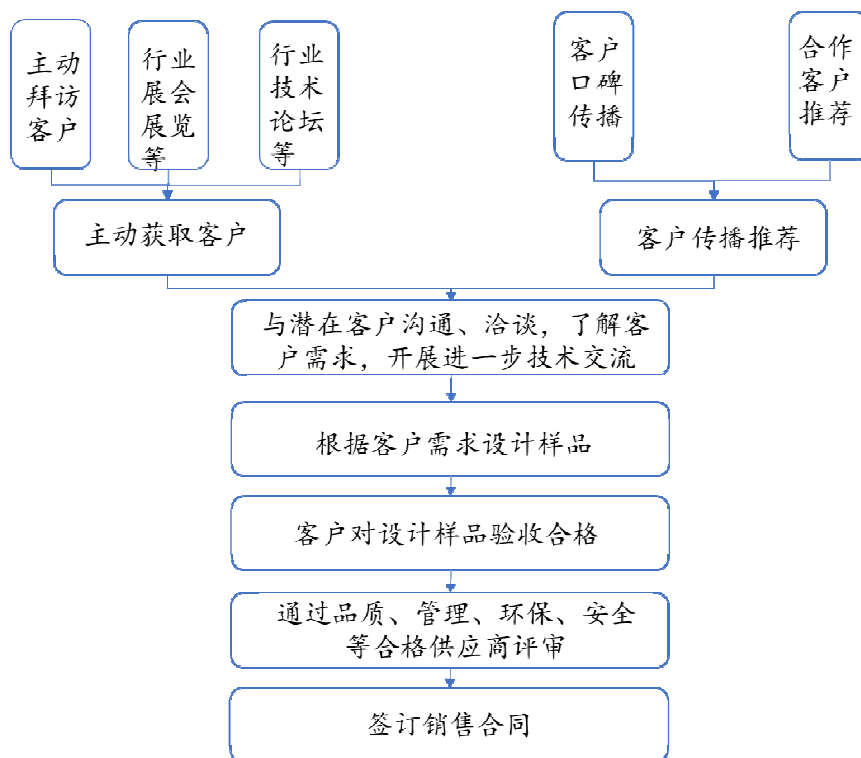 主动
拜访
客户
行业
展会
展览
等
行业
技术
论坛
等
客户
口碑
传播
合作
客户
推荐
主动获取客户
客户传播推荐
与潜在客户沟通、洽谈，了解客
户需求，开展进一步技术交流
根据客户需求设计样品
客户对设计样品验收合格
通过品质、管理、环保、安全
等合格供应商评审
签订销售合同